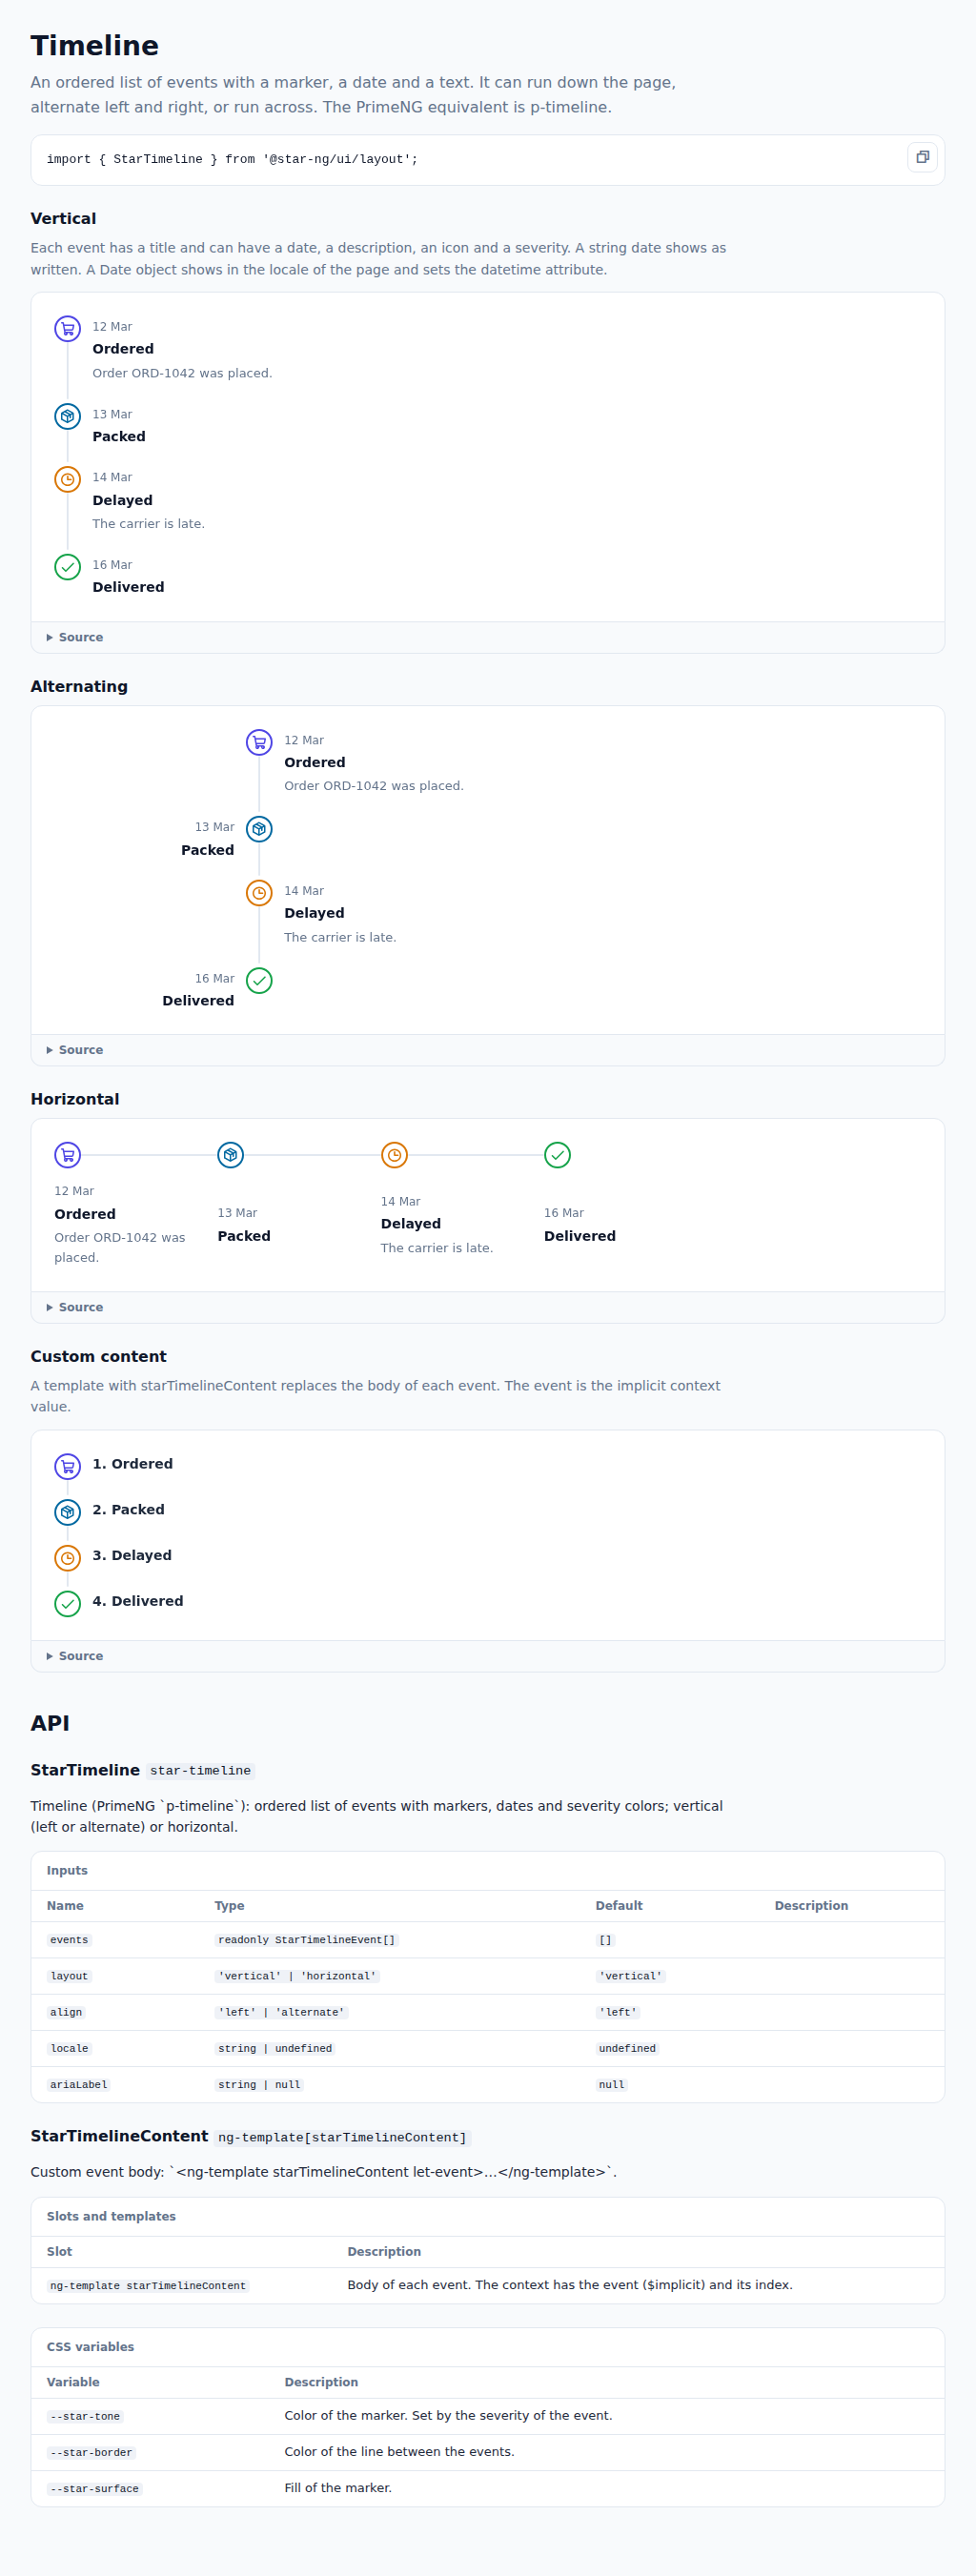 Timeline
An ordered list of events with a marker, a date and a text. It can run down the page,
alternate left and right, or run across. The PrimeNG equivalent is p-timeline.
import { StarTimeline } from '@star-ng/ui/layout';
Vertical
Each event has a title and can have a date, a description, an icon and a severity. A string date shows as
written. A Date object shows in the locale of the page and sets the datetime attribute.
12 Mar
Ordered
Order ORD-1042 was placed.
13 Mar
Packed
14 Mar
Delayed
The carrier is late.
16 Mar
Delivered
Source
Alternating
12 Mar
Ordered
Order ORD-1042 was placed.
13 Mar
Packed
14 Mar
Delayed
The carrier is late.
16 Mar
Delivered
Source
Horizontal
12 Mar
Ordered
Order ORD-1042 was
placed.
13 Mar
Packed
14 Mar
Delayed
The carrier is late.
16 Mar
Delivered
Source
Custom content
A template with starTimelineContent replaces the body of each event. The event is the implicit context
value.
1. Ordered
2. Packed
3. Delayed
4. Delivered
Source
API
StarTimeline star-timeline
Timeline (PrimeNG `p-timeline`): ordered list of events with markers, dates and severity colors; vertical
(left or alternate) or horizontal.
Inputs
Name Type Default Description
events readonly StarTimelineEvent[] []
layout 'vertical' | 'horizontal' 'vertical'
align 'left' | 'alternate' 'left'
locale string | undefined undefined
ariaLabel string | null null
StarTimelineContent ng-template[starTimelineContent]
Custom event body: `<ng-template starTimelineContent let-event>…</ng-template>`.
Slots and templates
Slot Description
ng-template starTimelineContent Body of each event. The context has the event ($implicit) and its index.
CSS variables
Variable Description
--star-tone Color of the marker. Set by the severity of the event.
--star-border Color of the line between the events.
--star-surface Fill of the marker.